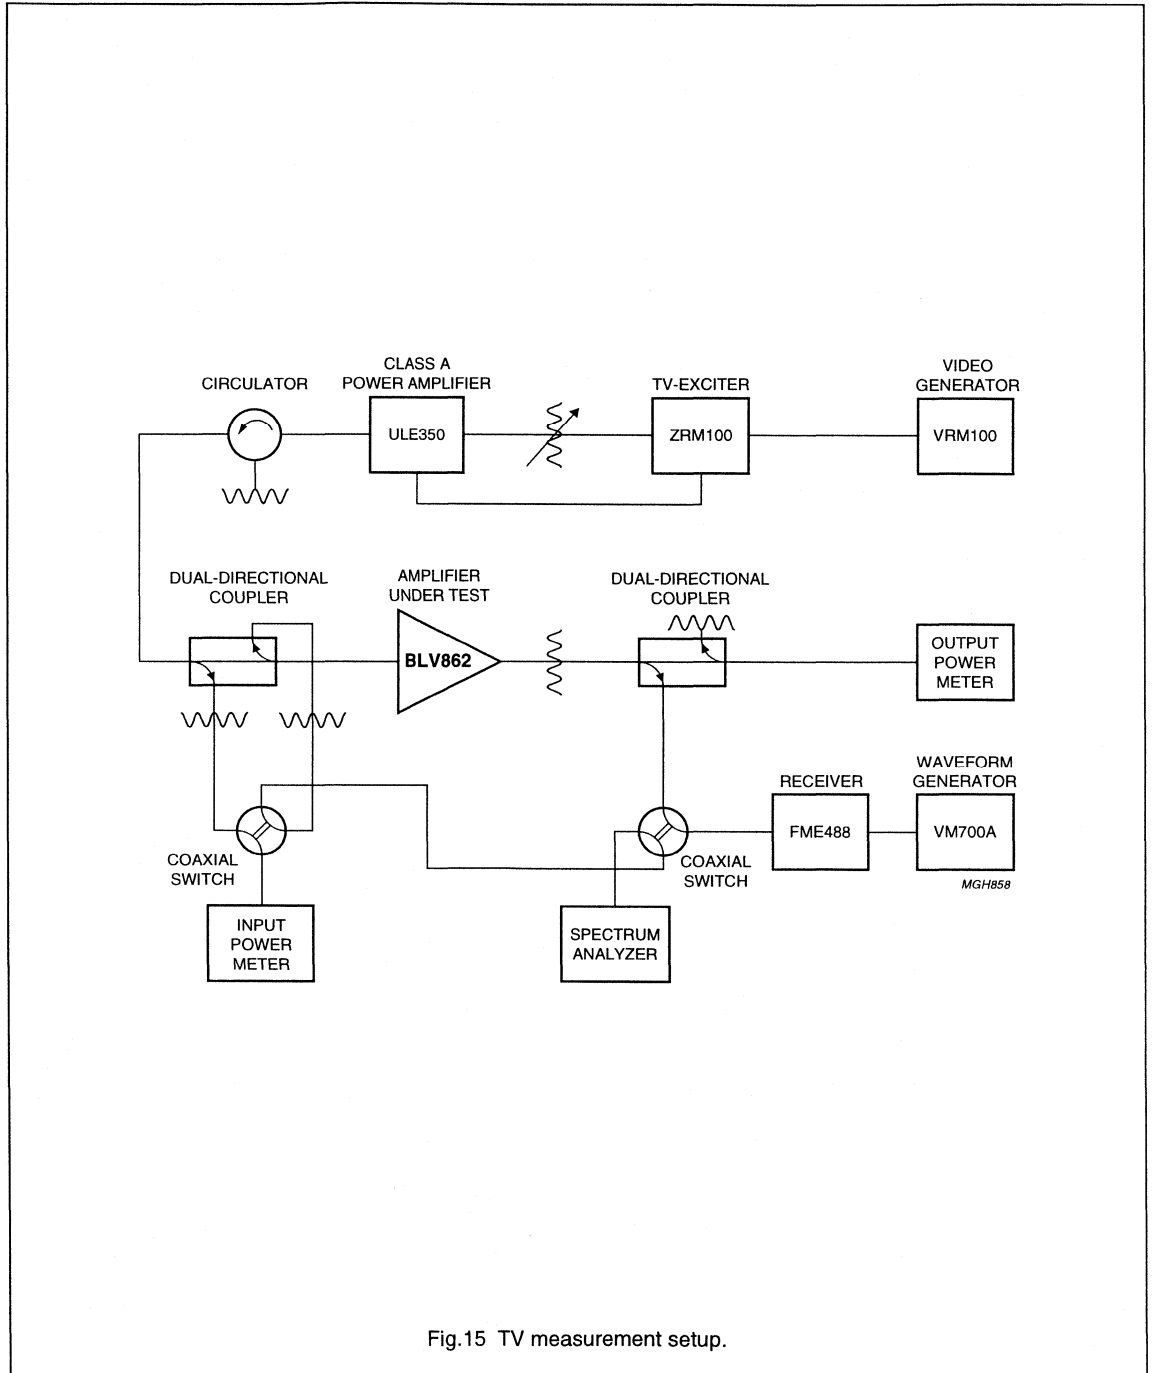 CIRCULATOR
CLASS A
POWER AMPLIFIER
ULE350
TV-EXCITER
ZRM100
VIDEO
GENERATOR
VRM100
DUAL-DIRECTIONAL
COUPLER
AMPLIFIER
UNDER TEST
BLV862
DUAL-DIRECTIONAL
COUPLER
OUTPUT
POWER
METER
COAXIAL
SWITCH
INPUT
POWER
METER
COAXIAL
SWITCH
SPECTRUM
ANALYZER
RECEIVER
FME488
WAVEFORM
GENERATOR
VM700A
MGH858
Fig.15 TV measurement setup.